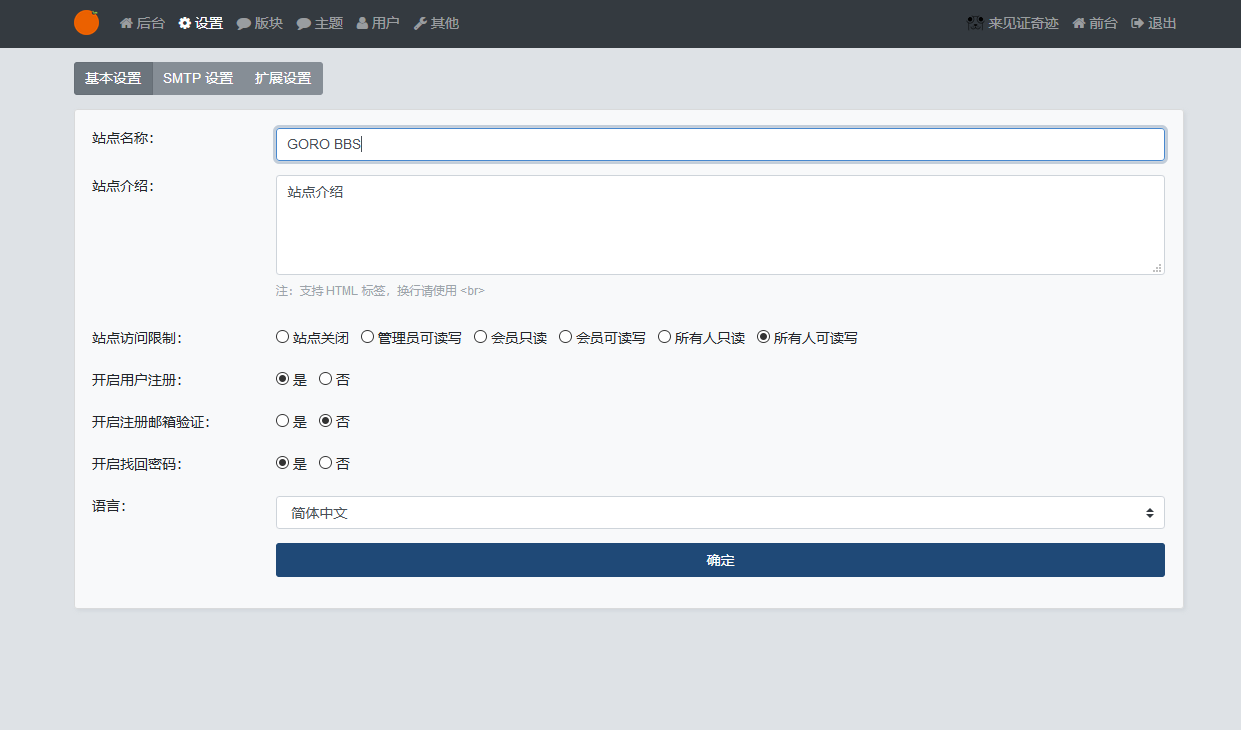 后台 设置 版块 主题 用户 其他 来见证奇迹 前台 退出
基本设置 SMTP 设置 扩展设置
站点名称： GORO BBS
站点介绍： 站点介绍
注：支持 HTML 标签，换行请使用 <br>
站点访问限制： 站点关闭 管理员可读写 会员只读 会员可读写 所有人只读 所有人可读写
开启用户注册： 是 否
开启注册邮箱验证： 是 否
开启找回密码： 是 否
语言： 简体中文
确定